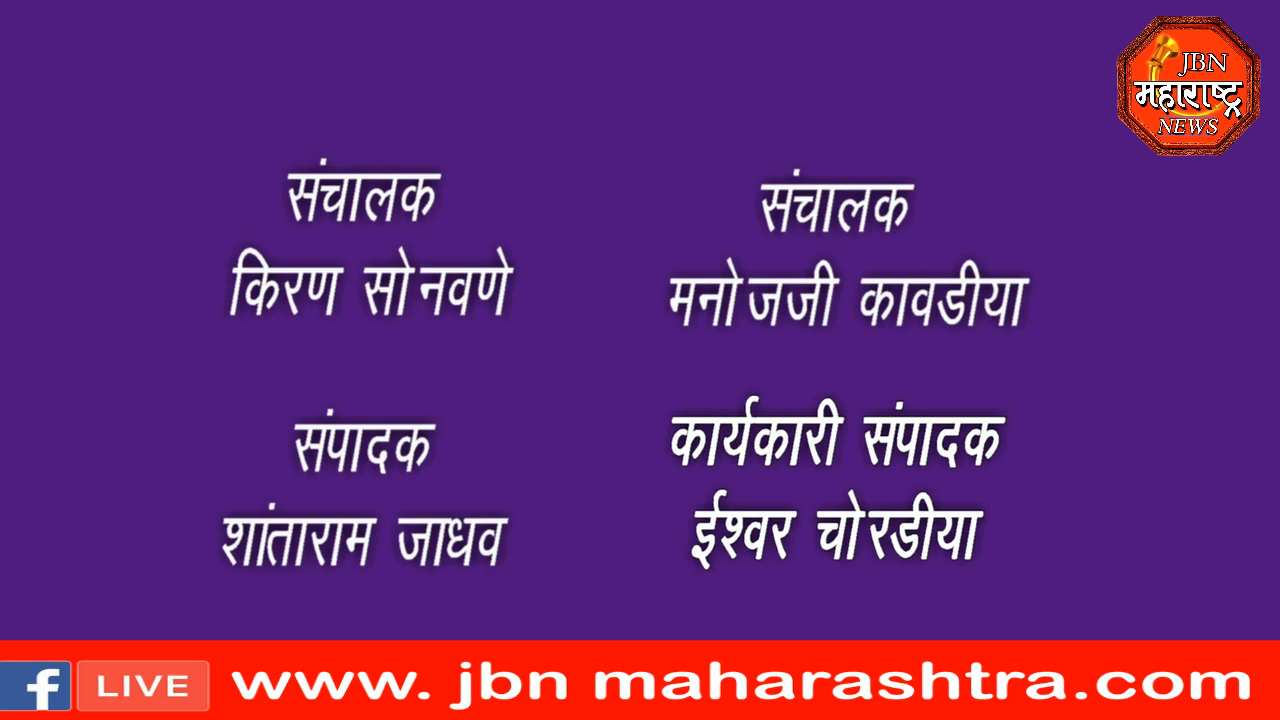 JBN
महाराष्ट्र
NEWS
संचालक
किरण सोनवणे
संचालक
मनोजजी कावडीया
संपादक
शांताराम जाधव
कार्यकारी संपादक
ईश्वर चोरडीया
f LIVE www. jbn maharashtra.com